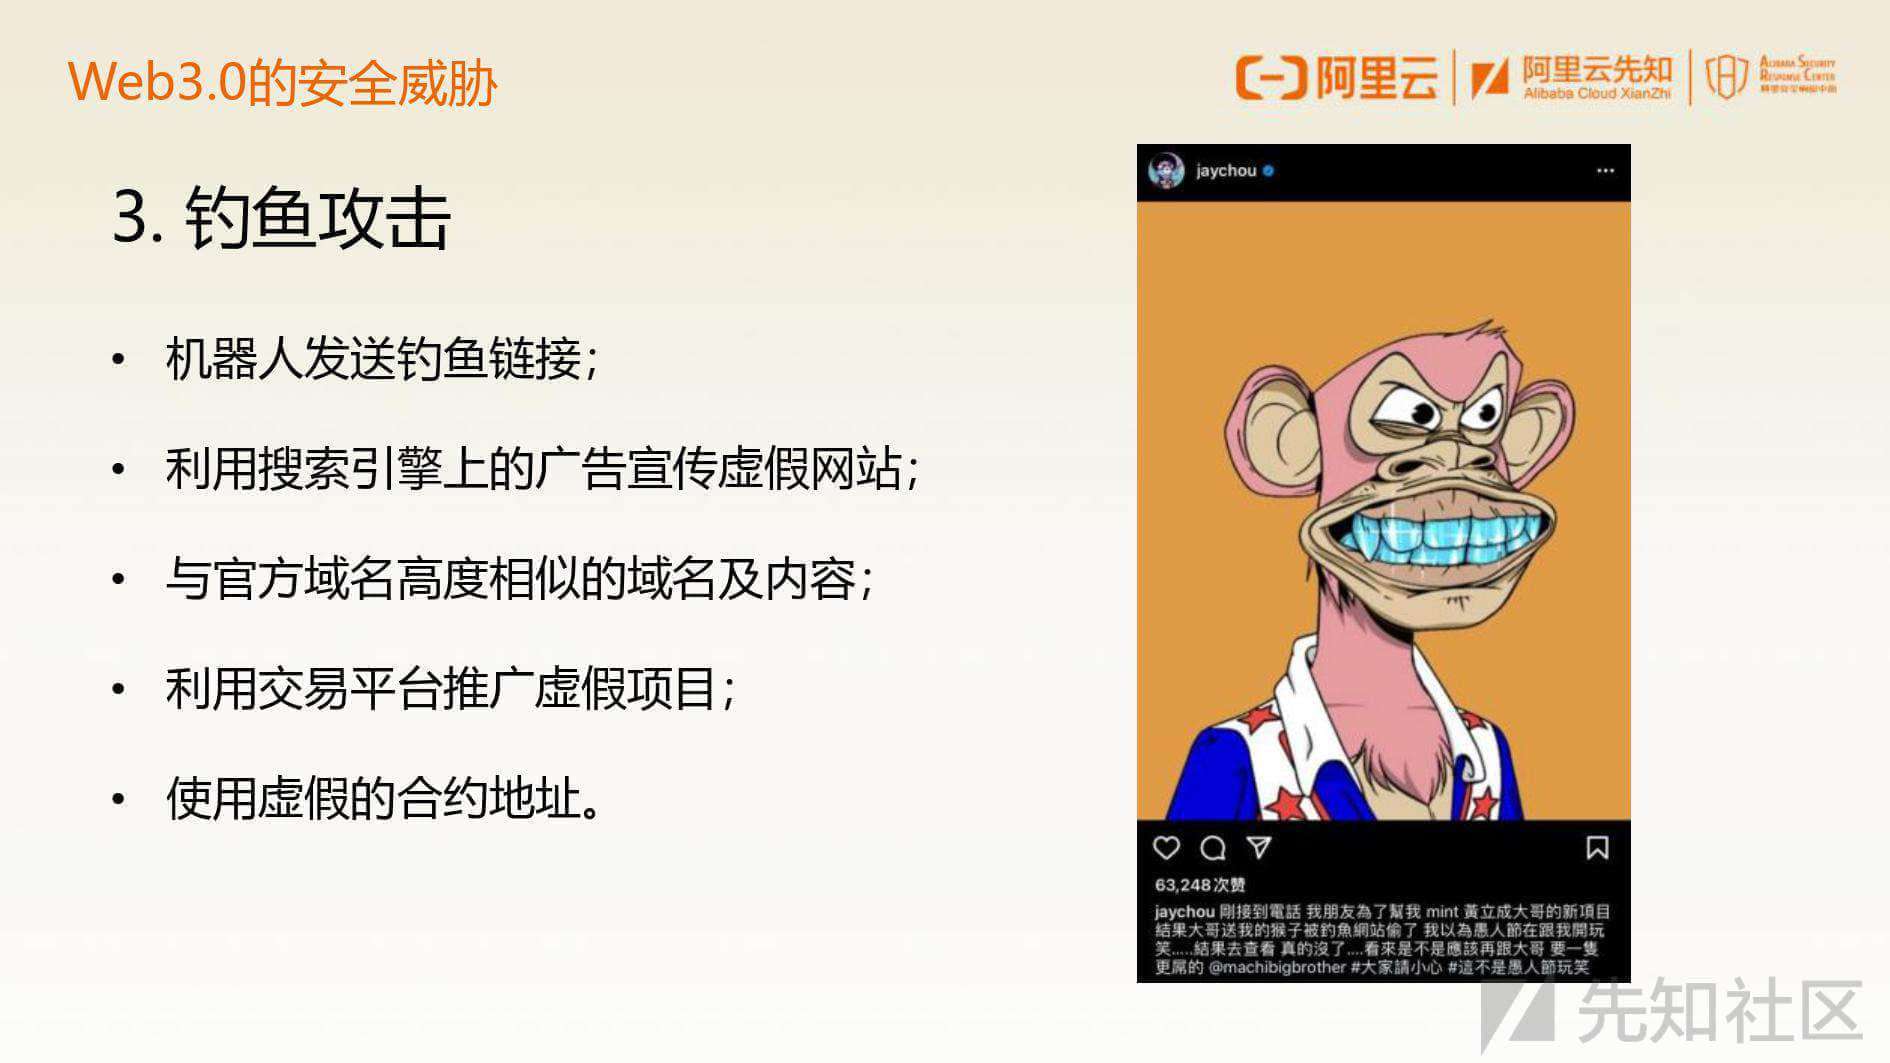 Web3.0的安全威胁
阿里云
阿里云先知
Alibaba Cloud XianZhi
ALIBABA SECURITY
RESPONSE CENTER
3. 钓鱼攻击
• 机器人发送钓鱼链接；
• 利用搜索引擎上的广告宣传虚假网站；
• 与官方域名高度相似的域名及内容；
• 利用交易平台推广虚假项目；
• 使用虚假的合约地址。
jaychou
63,248次赞
jaychou 剛接到電話 我朋友為了幫我 mint 黃立成大哥的新項目
結果大哥送我的猴子被釣魚網站偷了 我以為愚人節在跟我開玩
笑.....結果去查看 真的沒了....看來是不是應該再跟大哥 要一隻
更屌的 @machibigbrother #大家請小心 #這不是愚人節玩笑
先知社区